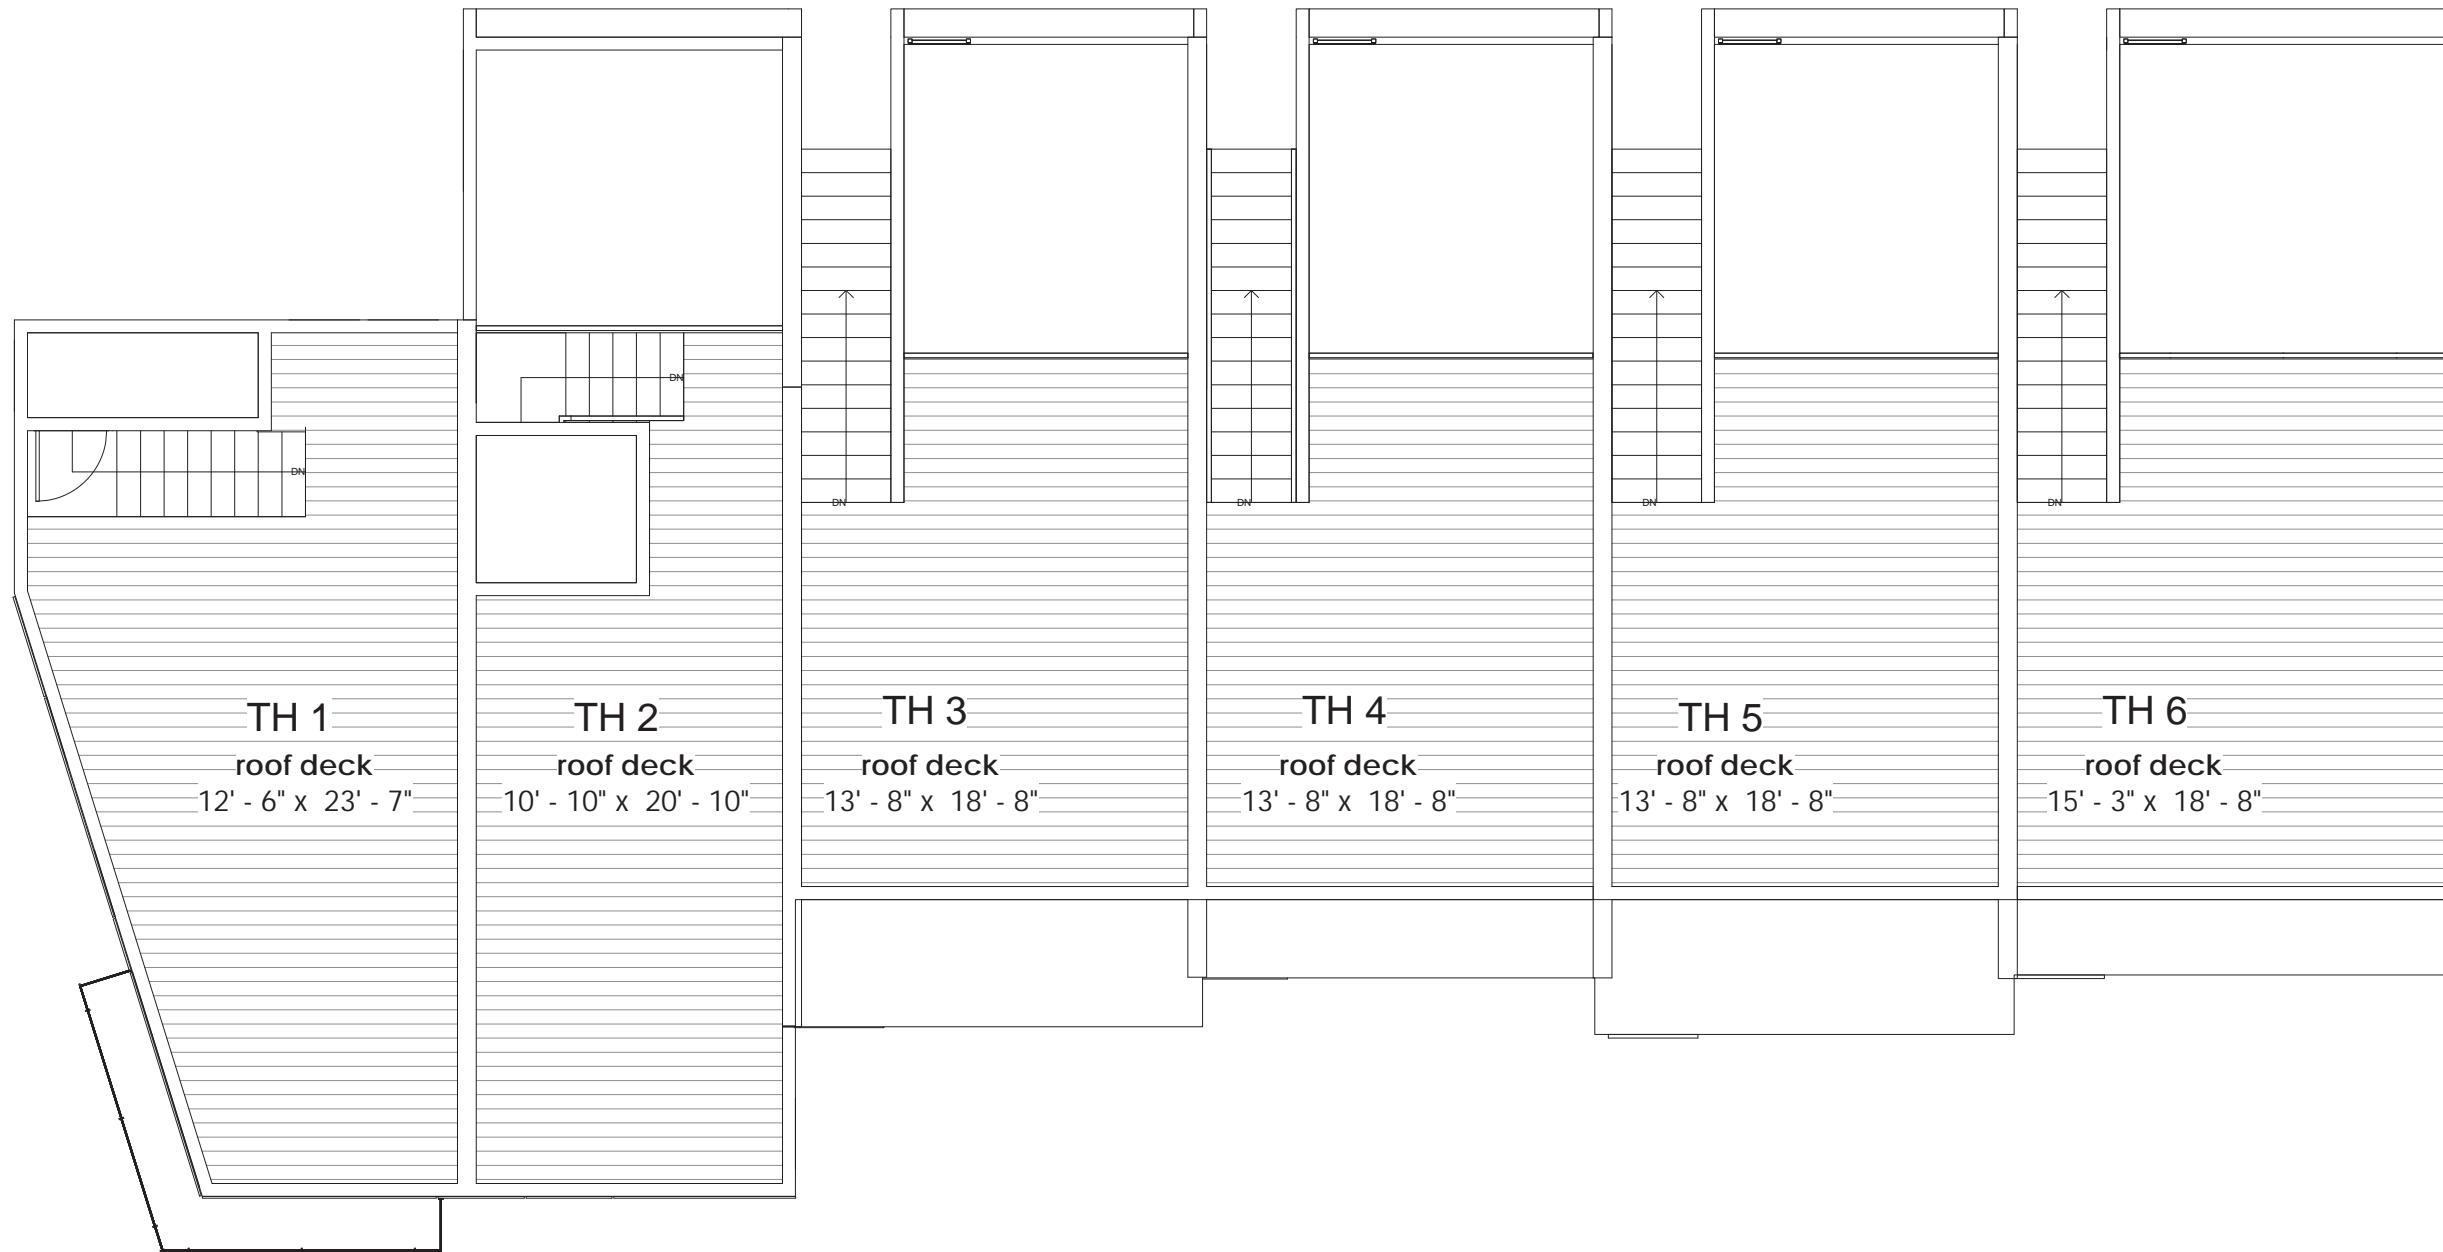 DN
DN
DN
DN
DN
DN
TH 1
roof deck
12' - 6" x 23' - 7"
TH 2
roof deck
10' - 10" x 20' - 10"
TH 3
roof deck
13' - 8" x 18' - 8"
TH 4
roof deck
13' - 8" x 18' - 8"
TH 5
roof deck
13' - 8" x 18' - 8"
TH 6
roof deck
15' - 3" x 18' - 8"